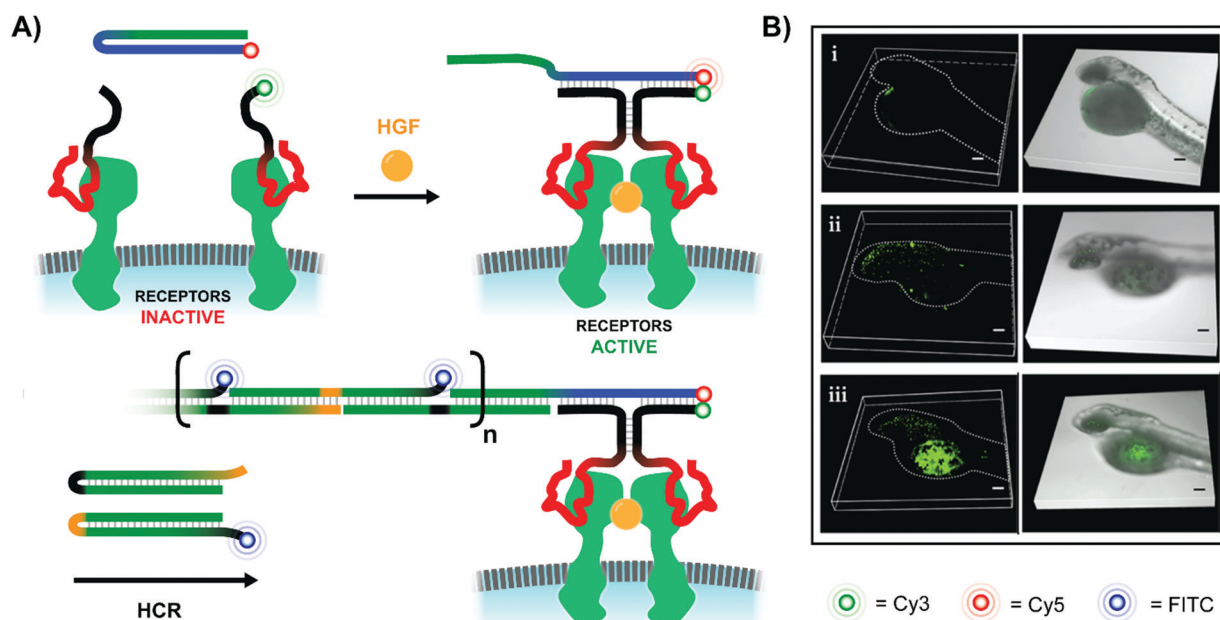 A)
HGF
RECEPTORS
INACTIVE
RECEPTORS
ACTIVE
n
HCR
B)
i
ii
iii
= Cy3
= Cy5
= FITC